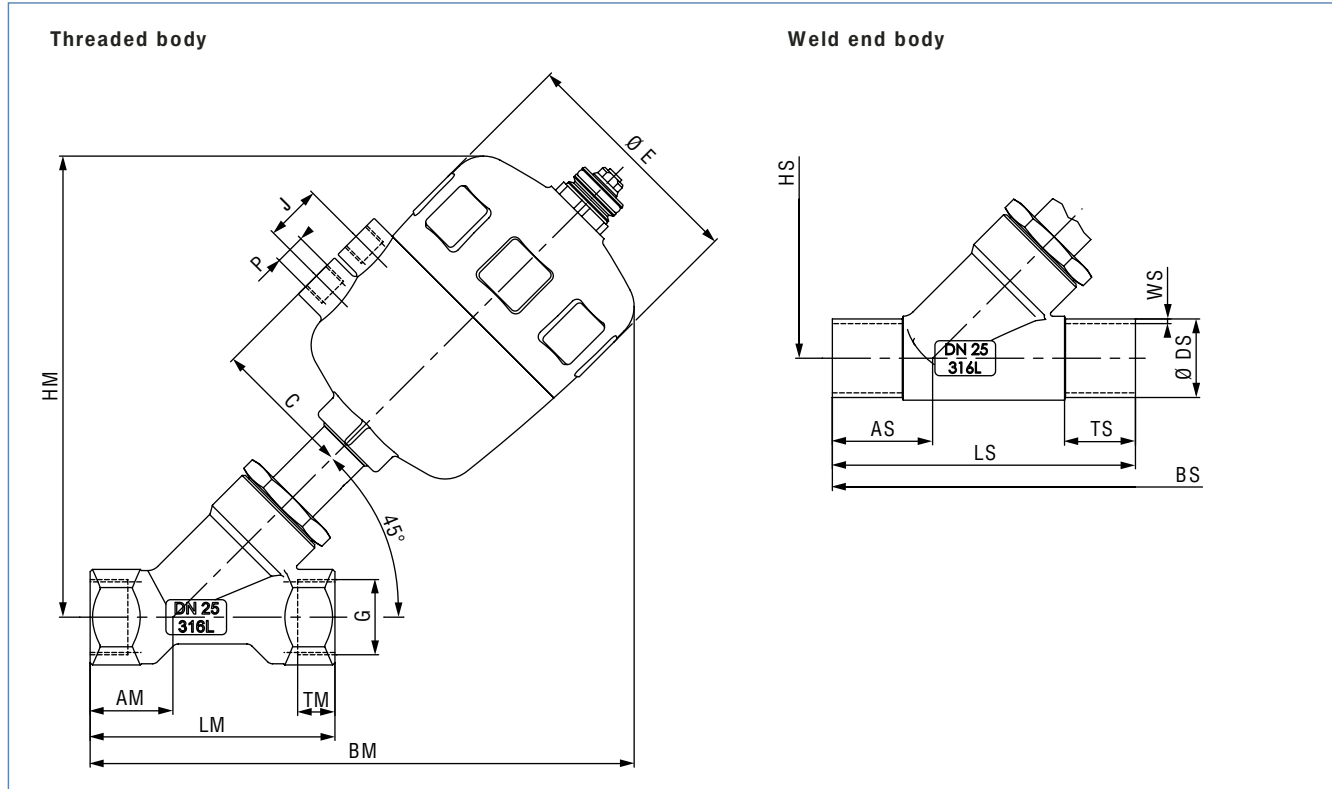 Threaded body
Weld end body
Ø E
HM
J
P
C
45°
DN 25
316L
G
AM
TM
LM
BM
HS
WS
Ø DS
DN 25
316L
AS
TS
LS
BS